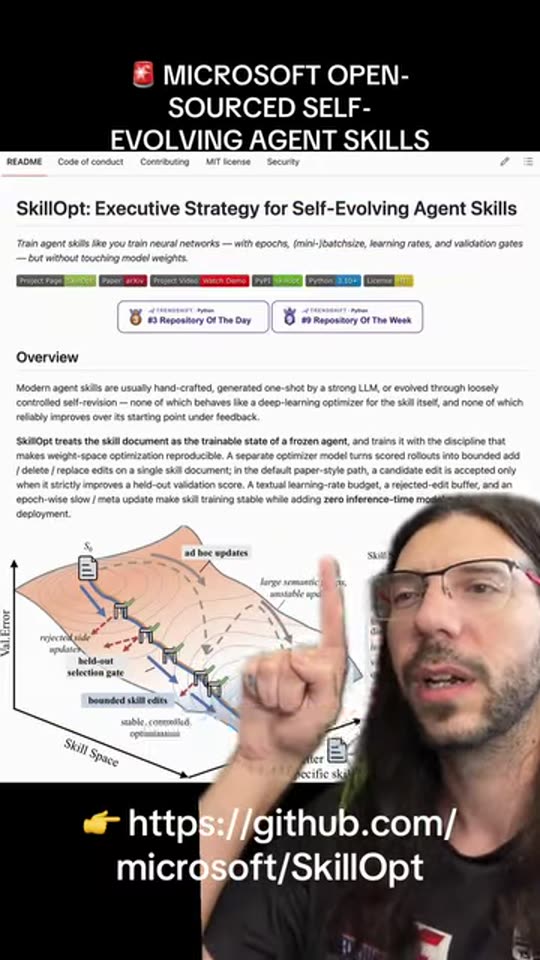 🚨 MICROSOFT OPEN-
SOURCED SELF-
EVOLVING AGENT SKILLS
README Code of conduct Contributing MIT license Security
SkillOpt: Executive Strategy for Self-Evolving Agent Skills
Train agent skills like you train neural networks — with epochs, (mini-)batchsize, learning rates, and validation gates
— but without touching model weights.
Project Page SkillOpt Paper arXiv Project Video Watch Demo PyPI skillopt Python 3.10+ License MIT
TRENDSHIFT · Python
#3 Repository Of The Day
TRENDSHIFT · Python
#9 Repository Of The Week
Overview
Modern agent skills are usually hand-crafted, generated one-shot by a strong LLM, or evolved through loosely
controlled self-revision — none of which behaves like a deep-learning optimizer for the skill itself, and none of which
reliably improves over its starting point under feedback.
SkillOpt treats the skill document as the trainable state of a frozen agent, and trains it with the discipline that
makes weight-space optimization reproducible. A separate optimizer model turns scored rollouts into bounded add
/ delete / replace edits on a single skill document; in the default paper-style path, a candidate edit is accepted only
when it strictly improves a held-out validation score. A textual learning-rate budget, a rejected-edit buffer, and an
epoch-wise slow / meta update make skill training stable while adding zero inference-time
deployment.
S₀
ad hoc updates
large semantic
unstable
rejected side
updates
held-out
selection gate
bounded skill edits
stable, committed
Val.Error
Skill Space
👉 https://github.com/
microsoft/SkillOpt